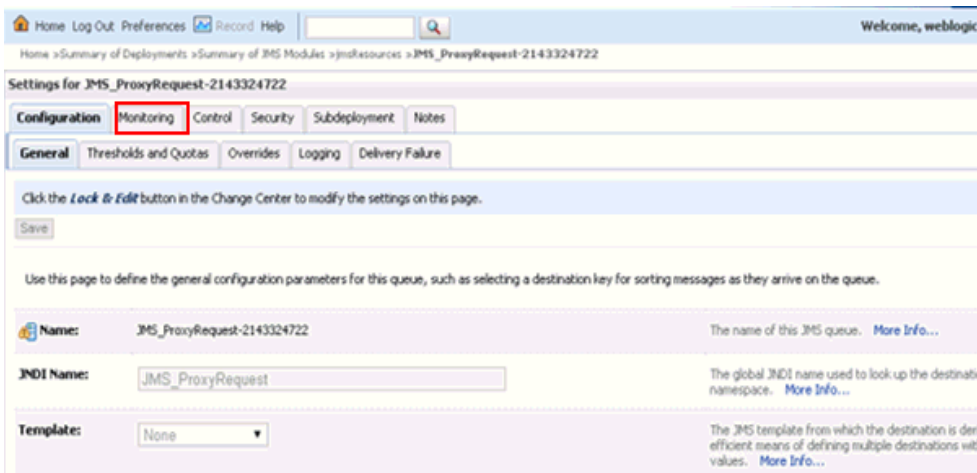 Home Log Out Preferences Record Help
Welcome, weblogic
Home »Summary of Deployments »Summary of JMS Modules »jmsResources »JMS_ProxyRequest-2143324722
Settings for JMS_ProxyRequest-2143324722
Configuration Monitoring Control Security Subdeployment Notes
General Thresholds and Quotas Overrides Logging Delivery Failure
Click the Lock & Edit button in the Change Center to modify the settings on this page.
Save
Use this page to define the general configuration parameters for this queue, such as selecting a destination key for sorting messages as they arrive on the queue.
Name: JMS_ProxyRequest-2143324722 The name of this JMS queue. More Info...
JNDI Name: JMS_ProxyRequest The global JNDI name used to look up the destinati
namespace. More Info...
Template: None The JMS template from which the destination is deri
efficient means of defining multiple destinations wit
values. More Info...